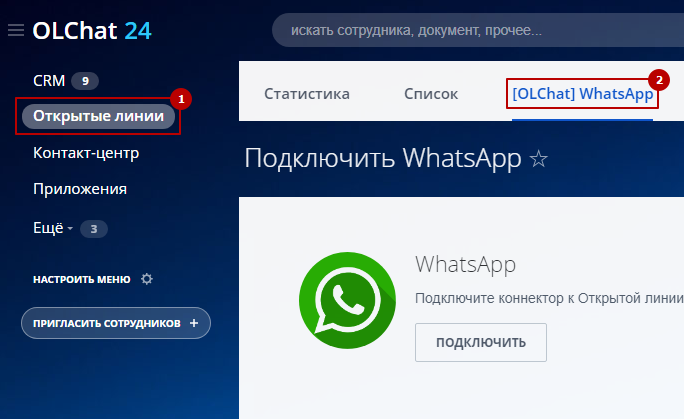 OLChat 24
искать сотрудника, документ, прочее...
CRM 9
Открытые линии 1
Контакт-центр
Приложения
Ещё 3
НАСТРОИТЬ МЕНЮ
ПРИГЛАСИТЬ СОТРУДНИКОВ +
Статистика Список [OLChat] WhatsApp 2
Подключить WhatsApp
WhatsApp
Подключите коннектор к Открытой линии
ПОДКЛЮЧИТЬ